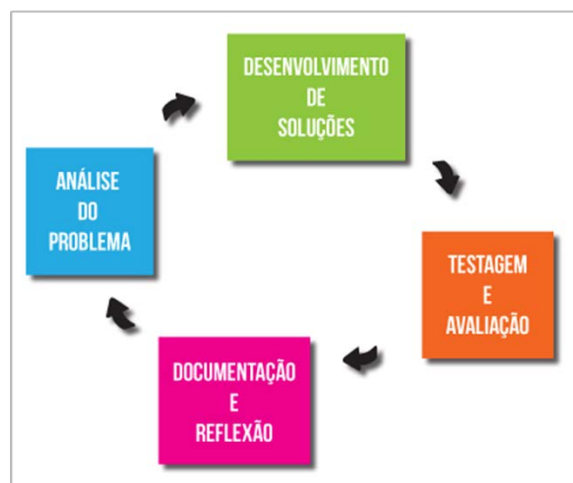 DESENVOLVIMENTO
DE
SOLUÇÕES
ANÁLISE
DO
PROBLEMA
TESTAGEM
E
AVALIAÇÃO
DOCUMENTAÇÃO
E
REFLEXÃO